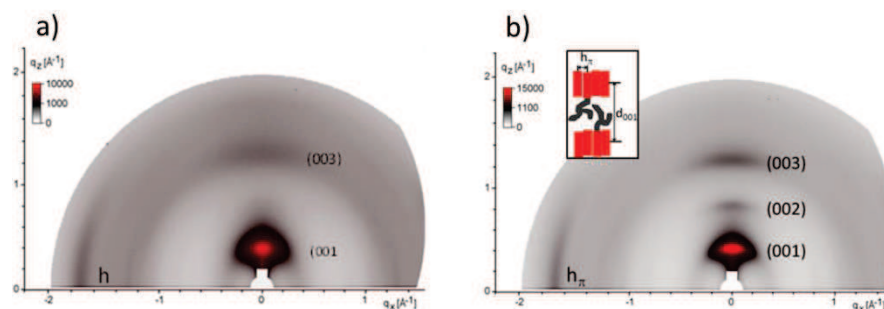 a)
q_z [Å⁻¹]
10000
1000
0
2
1
0
(003)
(001
h
-2
-1
0
1
q_x[Å⁻¹]
b)
q_z [Å⁻¹]
15000
1100
0
2
1
0
h_π
d_001
(003)
(002)
(001)
h_π
-2
-1
0
1
q_x[Å⁻¹]